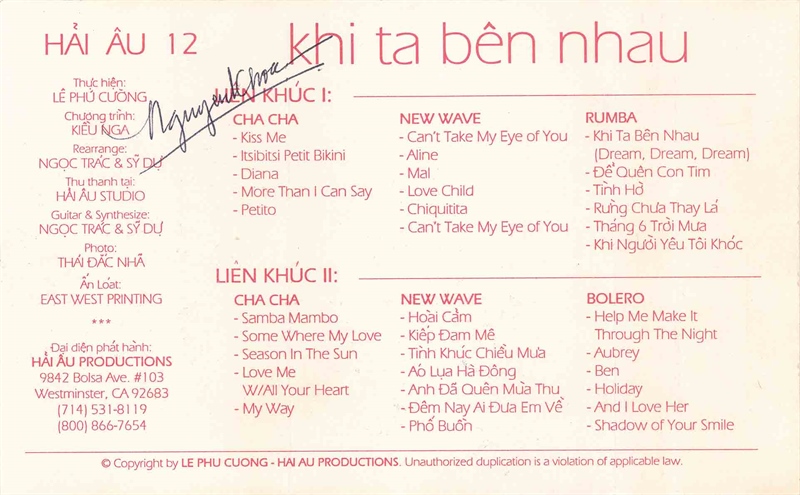 HẢI ÂU 12
khi ta bên nhau
Thực hiện:
LÊ PHÚ CƯỜNG
Chương trình:
KIỀU NGA
Rearrange:
NGỌC TRÁC & SỸ DỰ
Thu thanh tại:
HẢI ÂU STUDIO
Guitar & Synthesize:
NGỌC TRÁC & SỸ DỰ
Photo:
THÁI ĐẮC NHÃ
Ấn Loát:
EAST WEST PRINTING
***
Đại diện phát hành:
HẢI ÂU PRODUCTIONS
9842 Bolsa Ave. #103
Westminster, CA 92683
(714) 531-8119
(800) 866-7654
NguyenKhoa
LIÊN KHÚC I:
CHA CHA
- Kiss Me
- Itsibitsi Petit Bikini
- Diana
- More Than I Can Say
- Petito
NEW WAVE
- Can't Take My Eye of You
- Aline
- Mal
- Love Child
- Chiquitita
- Can't Take My Eye of You
RUMBA
- Khi Ta Bên Nhau
(Dream, Dream, Dream)
- Để Quên Con Tim
- Tình Hờ
- Rừng Chưa Thay Lá
- Tháng 6 Trời Mưa
- Khi Người Yêu Tôi Khóc
LIÊN KHÚC II:
CHA CHA
- Samba Mambo
- Some Where My Love
- Season In The Sun
- Love Me
W/All Your Heart
- My Way
NEW WAVE
- Hoài Cảm
- Kiếp Đam Mê
- Tình Khúc Chiều Mưa
- Áo Lụa Hà Đông
- Anh Đã Quên Mùa Thu
- Đêm Nay Ai Đưa Em Về
- Phố Buồn
BOLERO
- Help Me Make It
Through The Night
- Aubrey
- Ben
- Holiday
- And I Love Her
- Shadow of Your Smile
© Copyright by LE PHU CUONG - HAI AU PRODUCTIONS. Unauthorized duplication is a violation of applicable law.